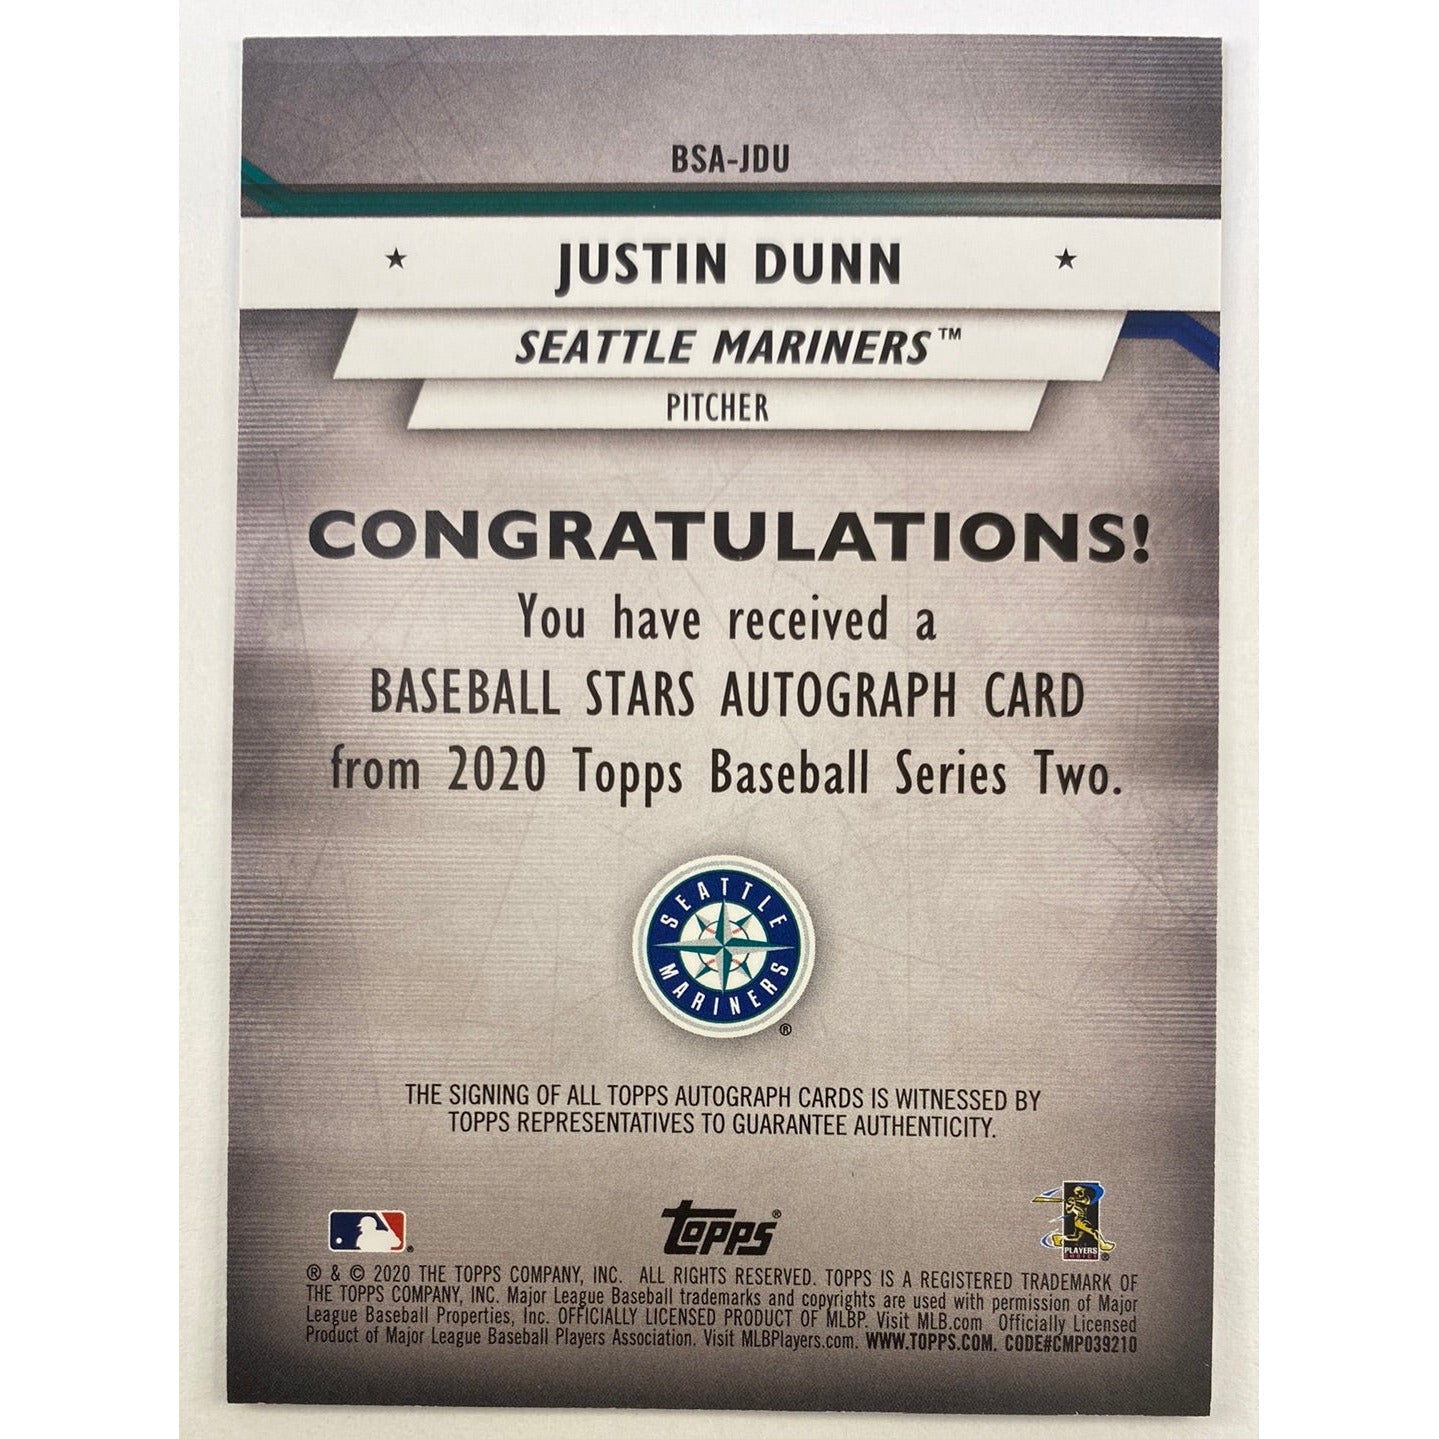 BSA-JDU
★ JUSTIN DUNN ★
SEATTLE MARINERS™
PITCHER
CONGRATULATIONS!
You have received a
BASEBALL STARS AUTOGRAPH CARD
from 2020 Topps Baseball Series Two.
SEATTLE
MARINERS
®
THE SIGNING OF ALL TOPPS AUTOGRAPH CARDS IS WITNESSED BY
TOPPS REPRESENTATIVES TO GUARANTEE AUTHENTICITY.
®
Topps®
PLAYERS
CHOICE ®
® & © 2020 THE TOPPS COMPANY, INC. ALL RIGHTS RESERVED. TOPPS IS A REGISTERED TRADEMARK OF
THE TOPPS COMPANY, INC. Major League Baseball trademarks and copyrights are used with permission of Major
League Baseball Properties, Inc. OFFICIALLY LICENSED PRODUCT OF MLBP. Visit MLB.com Officially Licensed
Product of Major League Baseball Players Association. Visit MLBPlayers.com. WWW.TOPPS.COM. CODE#CMP039210